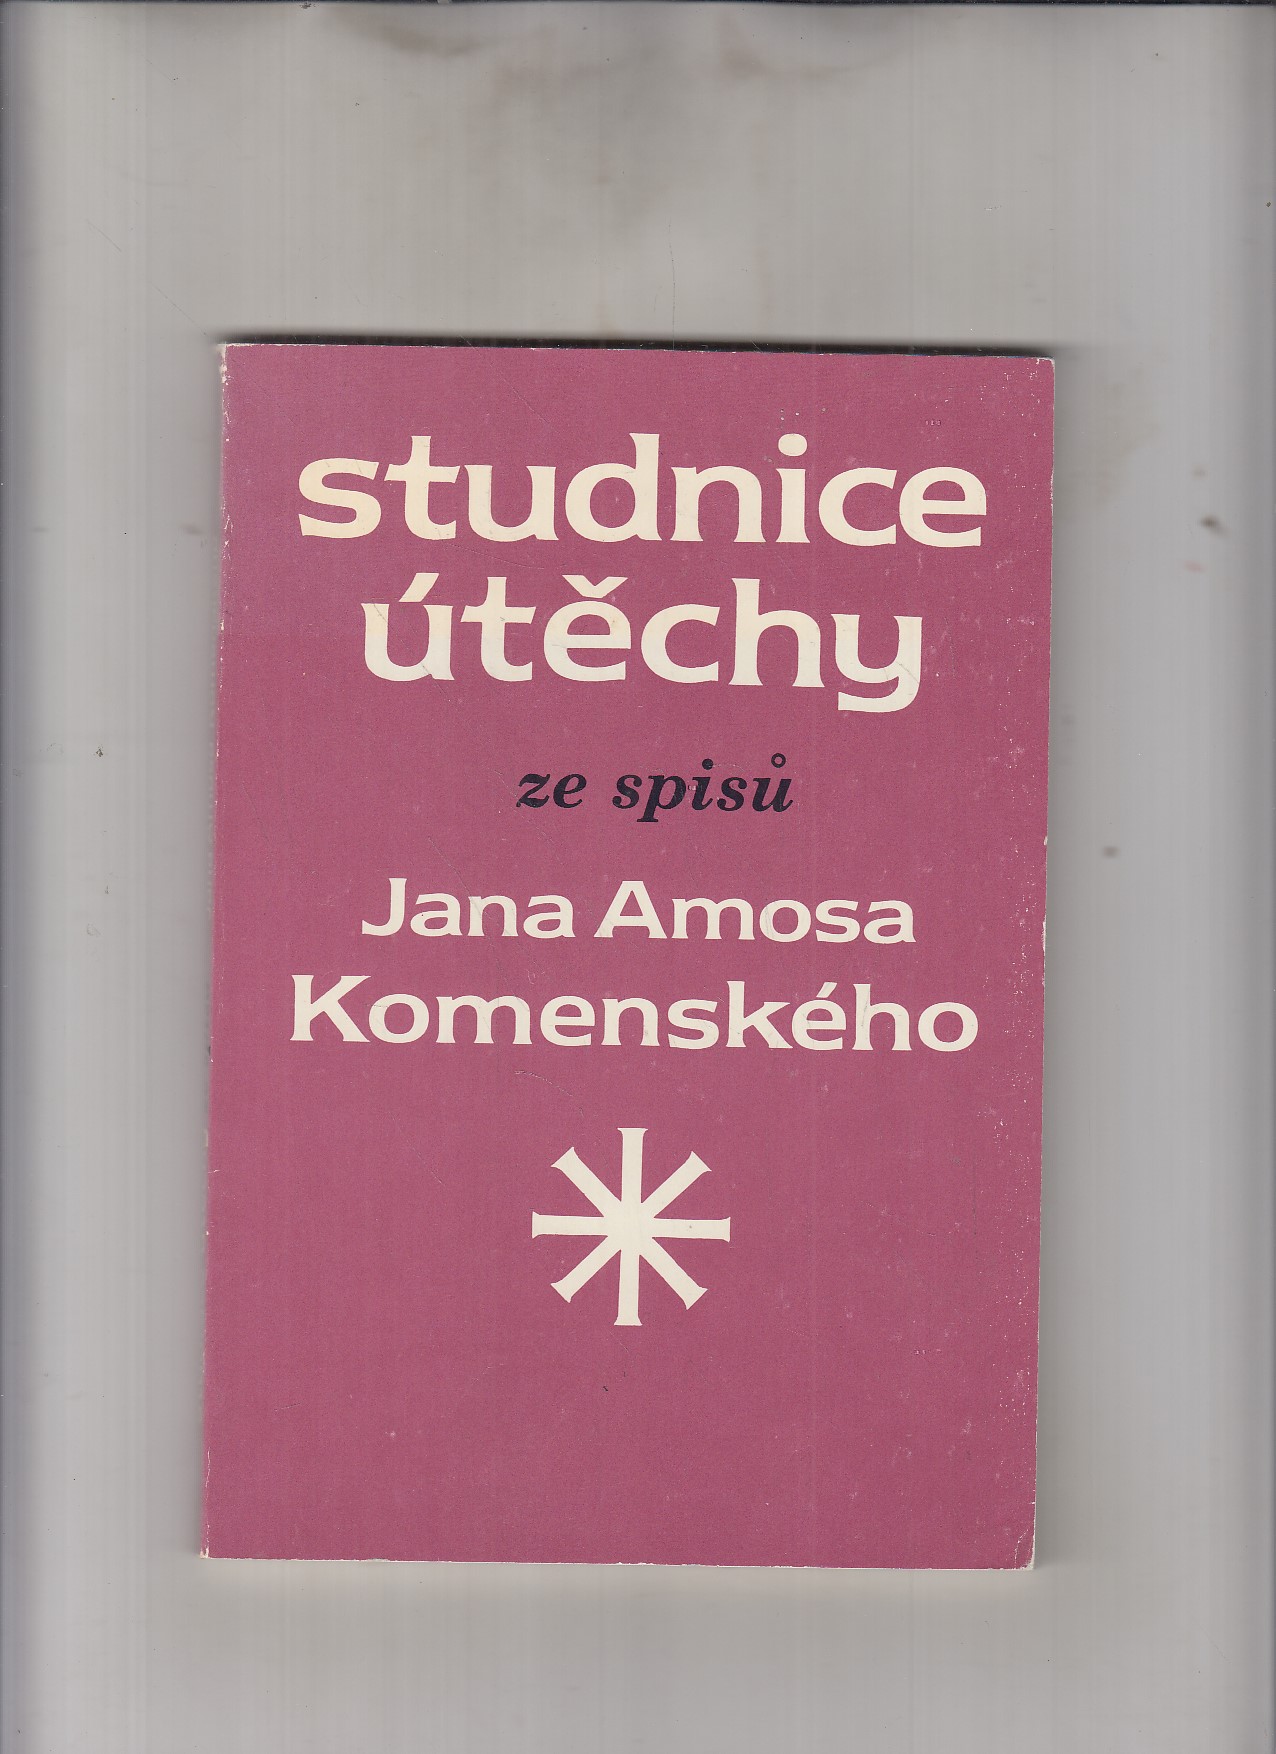 studnice
útěchy
ze spisů
Jana Amosa
Komenského